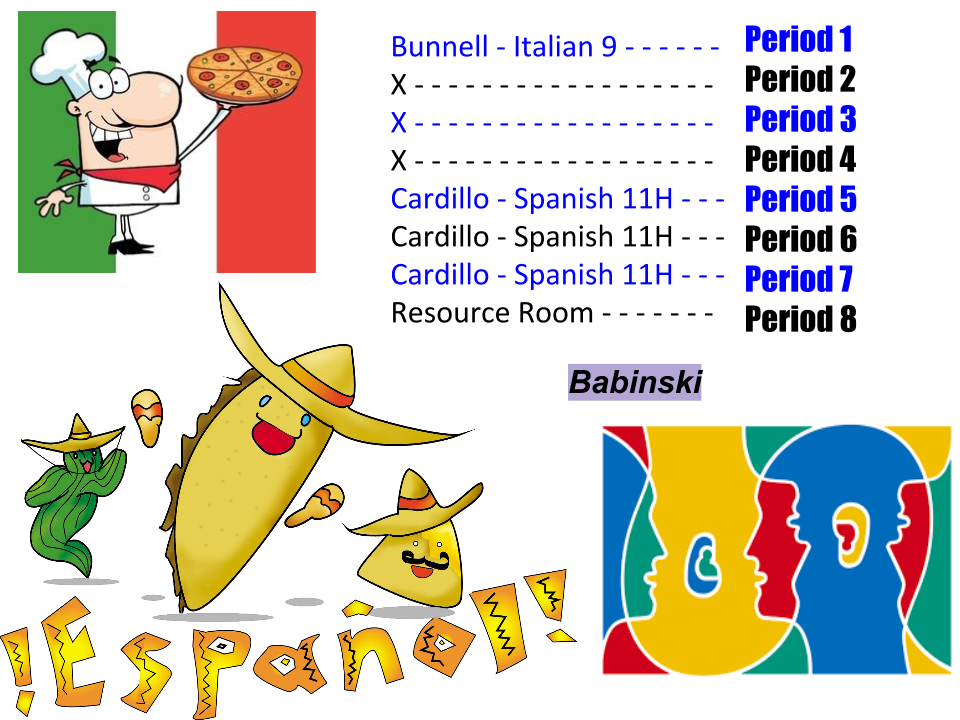 Bunnell - Italian 9 - - - - - - Period 1
X - - - - - - - - - - - - - - - - - - Period 2
X - - - - - - - - - - - - - - - - - - Period 3
X - - - - - - - - - - - - - - - - - - Period 4
Cardillo - Spanish 11H - - - Period 5
Cardillo - Spanish 11H - - - Period 6
Cardillo - Spanish 11H - - - Period 7
Resource Room - - - - - - - Period 8
Babinski
¡Español!